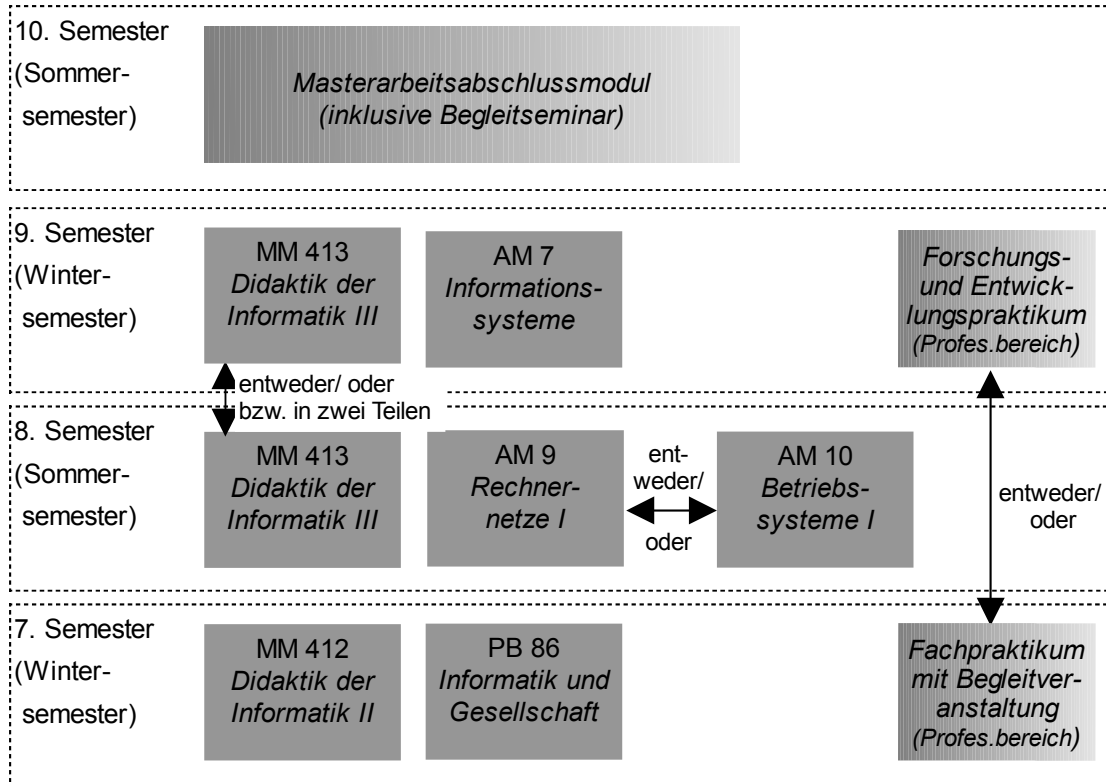 10. Semester
(Sommer-
semester)
Masterarbeitsabschlussmodul
(inklusive Begleitseminar)
9. Semester
(Winter-
semester)
MM 413
Didaktik der
Informatik III
AM 7
Informations-
systeme
Forschungs-
und Entwick-
lungspraktikum
(Profes.bereich)
entweder/ oder
bzw. in zwei Teilen
8. Semester
(Sommer-
semester)
MM 413
Didaktik der
Informatik III
AM 9
Rechner-
netze I
ent-
weder/
oder
AM 10
Betriebs-
systeme I
entweder/
oder
7. Semester
(Winter-
semester)
MM 412
Didaktik der
Informatik II
PB 86
Informatik und
Gesellschaft
Fachpraktikum
mit Begleitver-
anstaltung
(Profes.bereich)